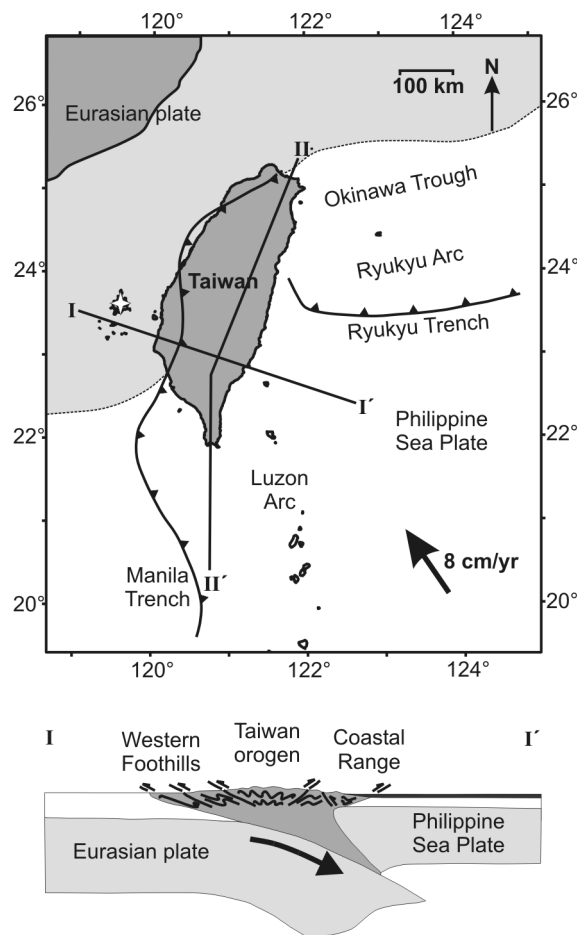 120°
122°
124°
26°
26°
Eurasian plate
100 km
N
II
Okinawa Trough
Ryukyu Arc
24°
24°
Taiwan
I
Ryukyu Trench
I´
Philippine
Sea Plate
22°
22°
Luzon
Arc
8 cm/yr
Manila
Trench
II´
20°
20°
120°
122°
124°
I
I´
Western
Foothills
Taiwan
orogen
Coastal
Range
Eurasian plate
Philippine
Sea Plate